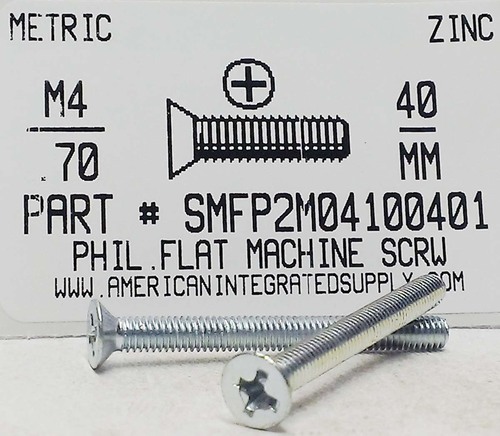 METRIC ZINC
M4 40
.70 MM
PART # SMFP2M04100401
PHIL.FLAT MACHINE SCRW
WWW.AMERICANINTEGRATEDSUPPLY.COM